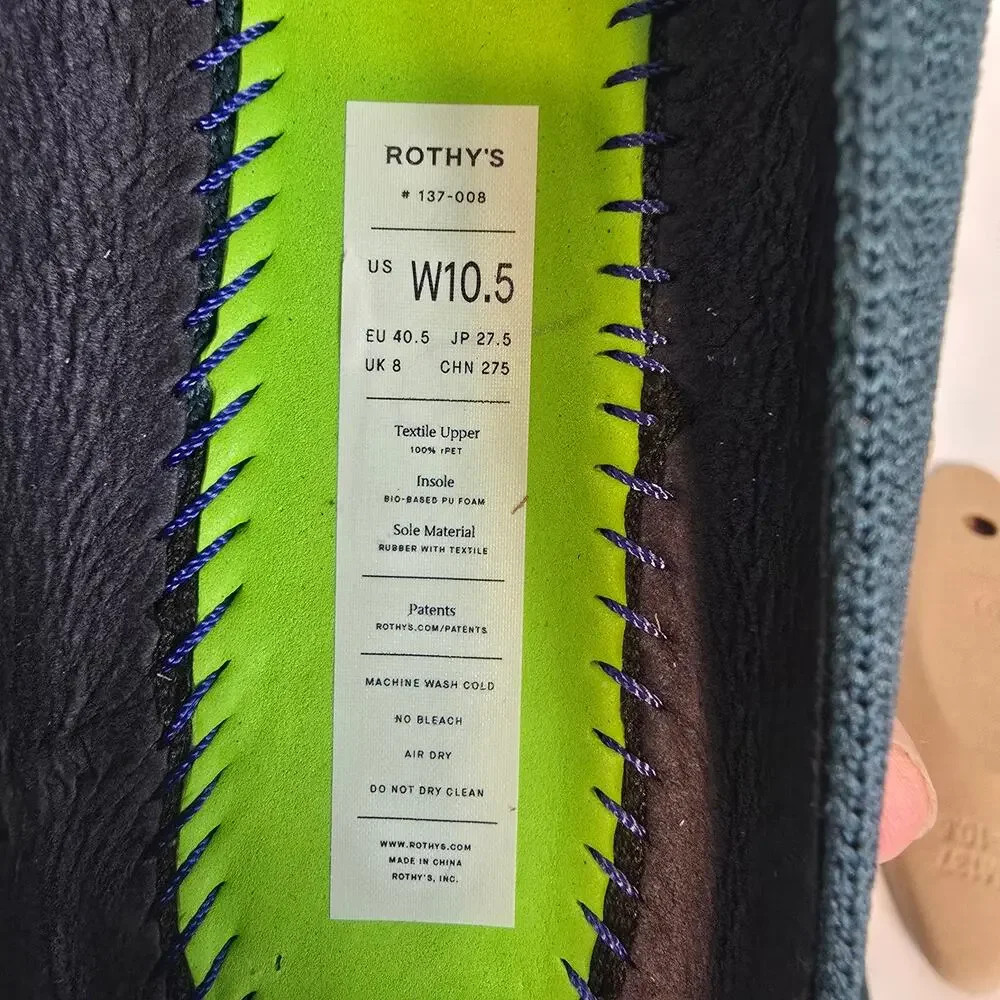 ROTHY'S
# 137-008
US W10.5
EU 40.5 JP 27.5
UK 8 CHN 275
Textile Upper
100% rPET
Insole
BIO-BASED PU FOAM
Sole Material
RUBBER WITH TEXTILE
Patents
ROTHYS.COM/PATENTS
MACHINE WASH COLD
NO BLEACH
AIR DRY
DO NOT DRY CLEAN
WWW.ROTHYS.COM
MADE IN CHINA
ROTHY'S, INC.